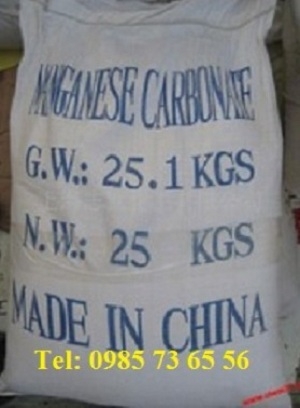 MANGANESE CARBONATE
G.W.: 25.1 KGS
N.W.: 25 KGS
MADE IN CHINA
Tel: 0985 73 65 56